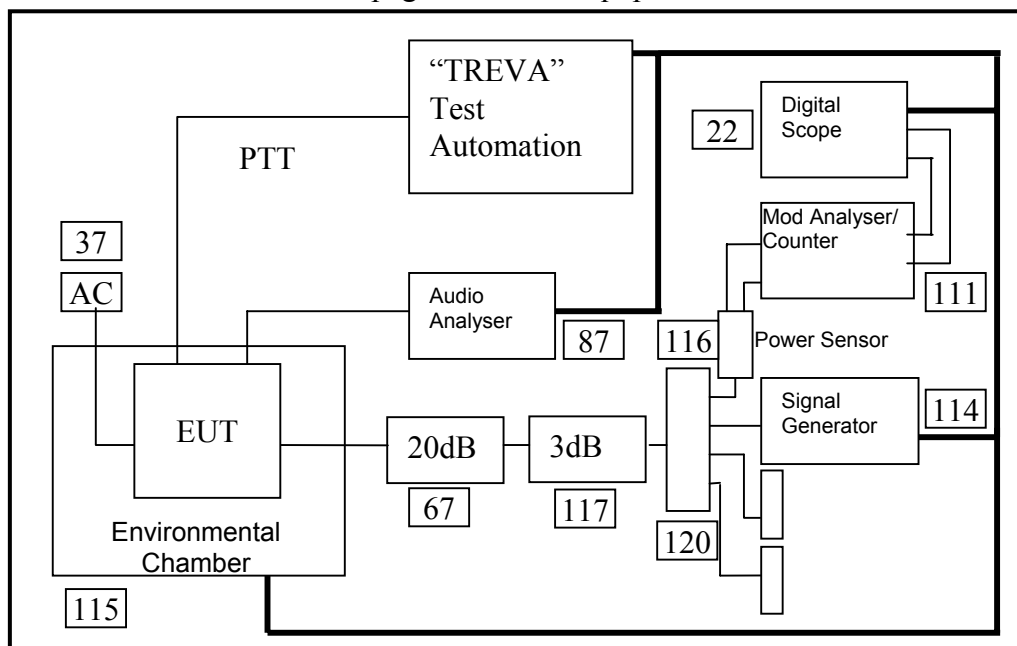 "TREVA"
Test
Automation
Digital
Scope
22
PTT
Mod Analyser/
Counter
37
AC
Audio
Analyser
111
87
116
Power Sensor
EUT
Signal
Generator
114
20dB
3dB
67
117
120
Environmental
Chamber
115